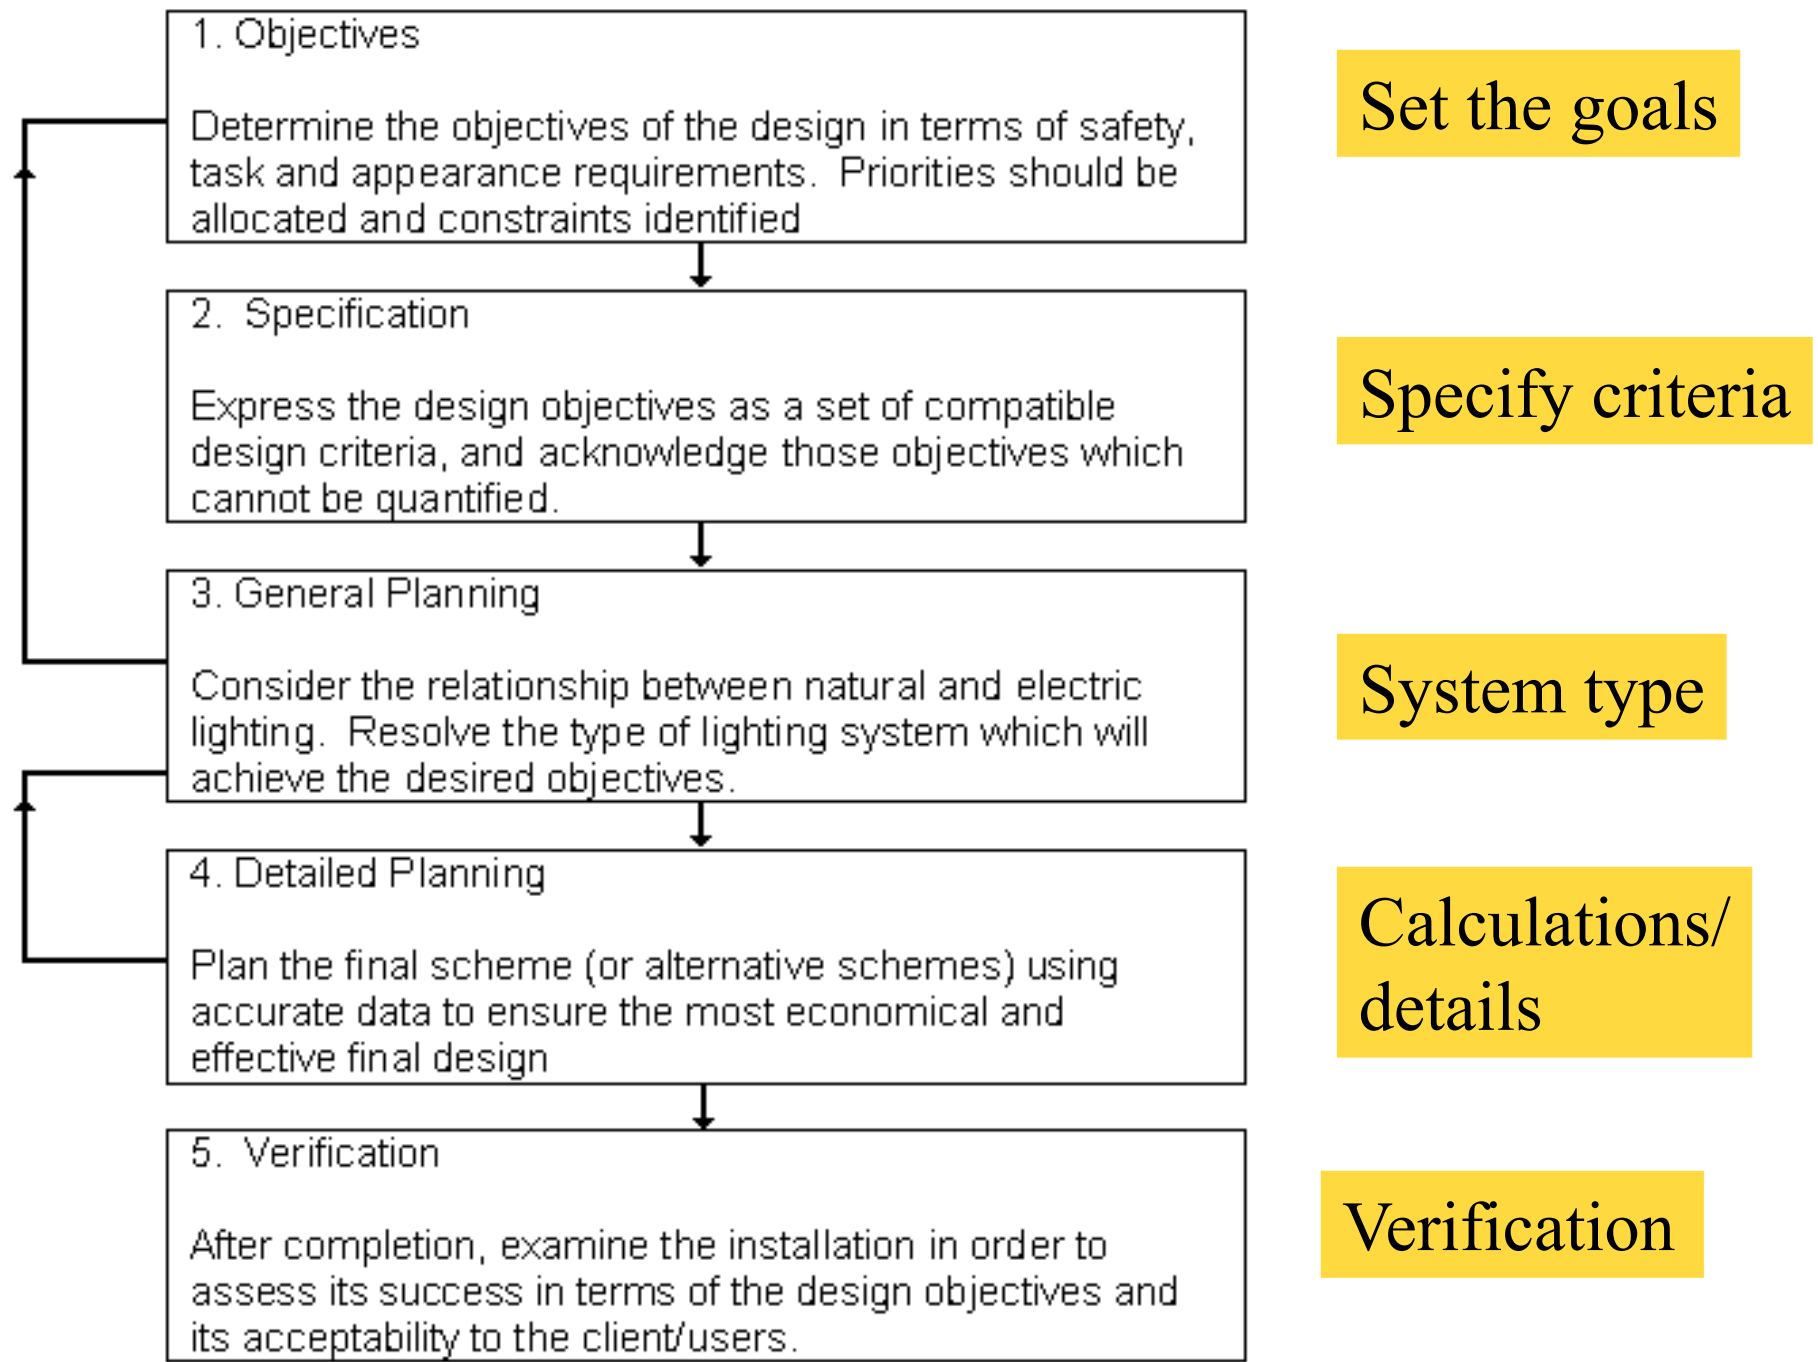 1. Objectives
Determine the objectives of the design in terms of safety,
task and appearance requirements.  Priorities should be
allocated and constraints identified
Set the goals
2.  Specification
Express the design objectives as a set of compatible
design criteria, and acknowledge those objectives which
cannot be quantified.
Specify criteria
3. General Planning
Consider the relationship between natural and electric
lighting.  Resolve the type of lighting system which will
achieve the desired objectives.
System type
4. Detailed Planning
Plan the final scheme (or alternative schemes) using
accurate data to ensure the most economical and
effective final design
Calculations/
details
5.  Verification
After completion, examine the installation in order to
assess its success in terms of the design objectives and
its acceptability to the client/users.
Verification